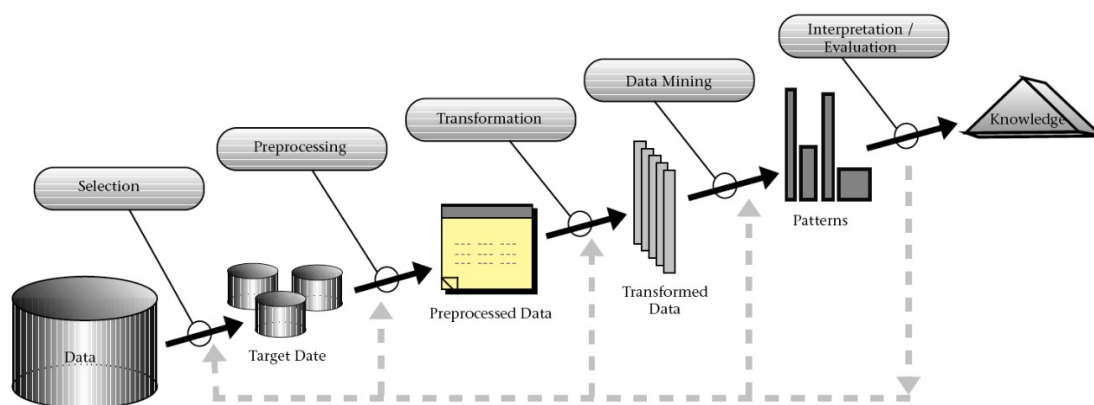 Interpretation /
Evaluation
Data Mining
Transformation
Preprocessing
Selection
Knowledge
Patterns
Transformed
Data
Preprocessed Data
Target Date
Data